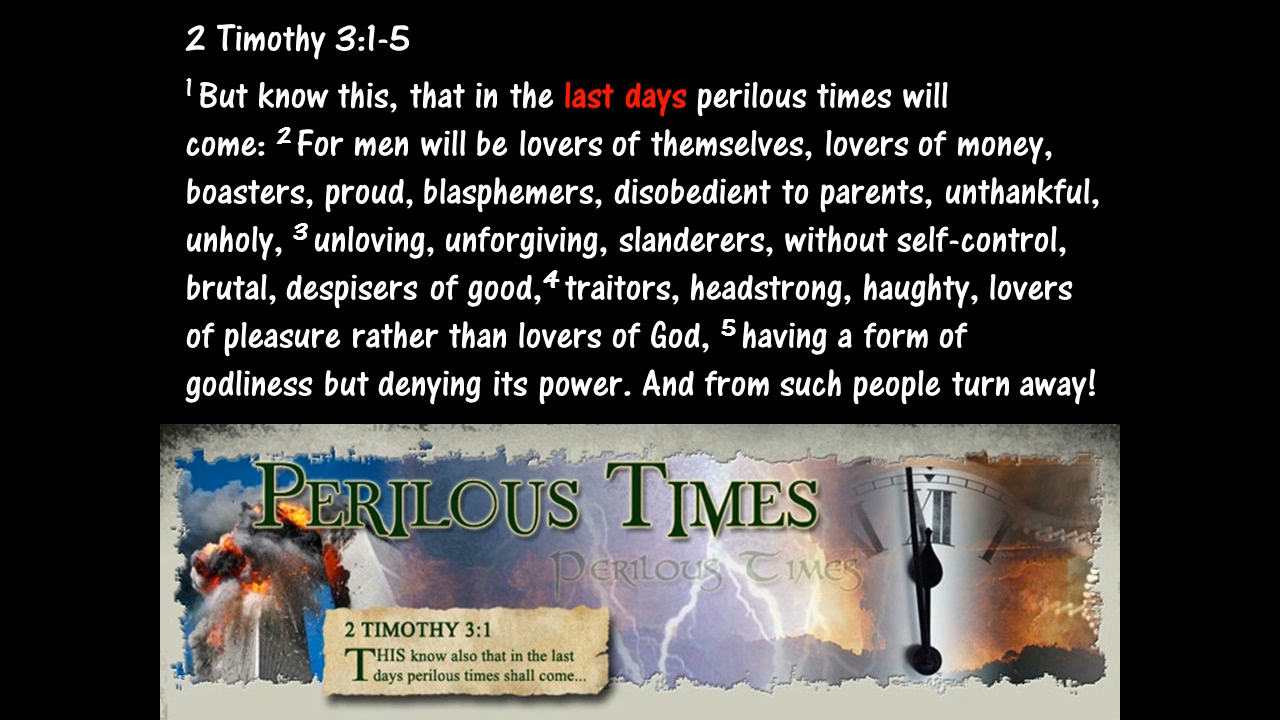 2 Timothy 3:1-5
1 But know this, that in the last days perilous times will
come: 2 For men will be lovers of themselves, lovers of money,
boasters, proud, blasphemers, disobedient to parents, unthankful,
unholy, 3 unloving, unforgiving, slanderers, without self-control,
brutal, despisers of good,4 traitors, headstrong, haughty, lovers
of pleasure rather than lovers of God, 5 having a form of
godliness but denying its power. And from such people turn away!
PERILOUS TIMES
PERILOUS TIMES
VII
2 TIMOTHY 3:1
THIS know also that in the last
days perilous times shall come...